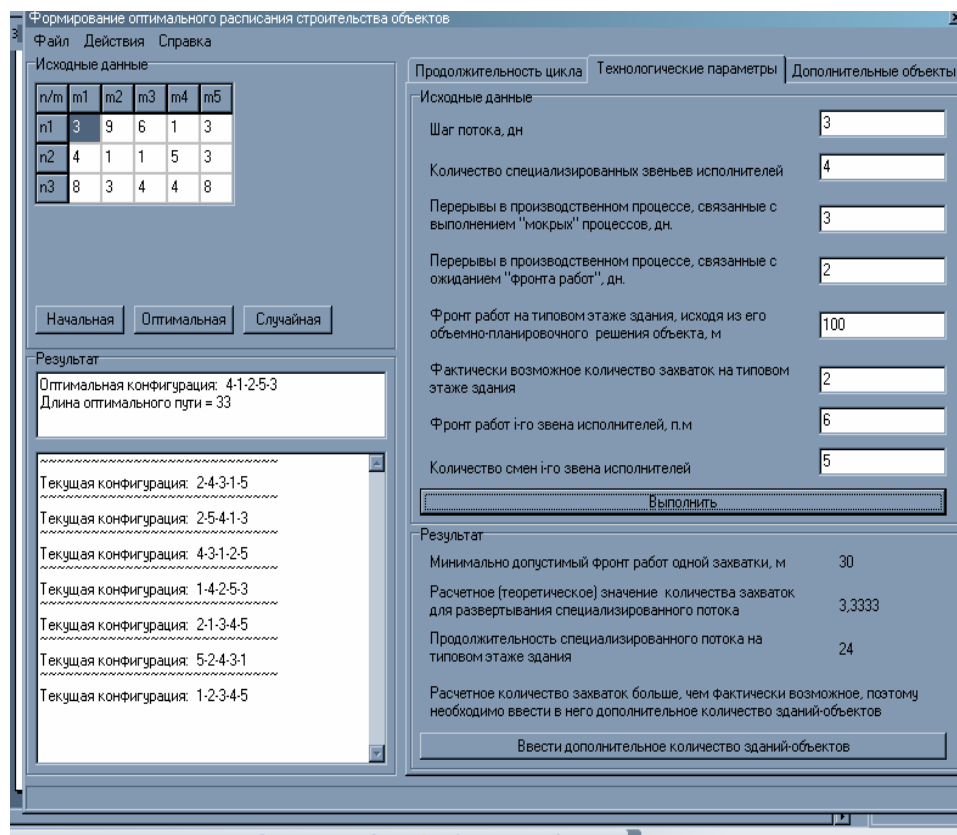 Формирование оптимального расписания строительства объектов
Файл Действия Справка
Исходные данные
n/m m1 m2 m3 m4 m5
n1 3 9 6 1 3
n2 4 1 1 5 3
n3 8 3 4 4 8
Начальная Оптимальная Случайная
Результат
Оптимальная конфигурация: 4-1-2-5-3
Длина оптимального пути = 33
~~~~~~~~~~~~~~~~~~~~~~~~~~~~~~
Текущая конфигурация: 2-4-3-1-5
~~~~~~~~~~~~~~~~~~~~~~~~~~~~~~
Текущая конфигурация: 2-5-4-1-3
~~~~~~~~~~~~~~~~~~~~~~~~~~~~~~
Текущая конфигурация: 4-3-1-2-5
~~~~~~~~~~~~~~~~~~~~~~~~~~~~~~
Текущая конфигурация: 1-4-2-5-3
~~~~~~~~~~~~~~~~~~~~~~~~~~~~~~
Текущая конфигурация: 2-1-3-4-5
~~~~~~~~~~~~~~~~~~~~~~~~~~~~~~
Текущая конфигурация: 5-2-4-3-1
~~~~~~~~~~~~~~~~~~~~~~~~~~~~~~
Текущая конфигурация: 1-2-3-4-5
Продолжительность цикла Технологические параметры Дополнительные объекты
Исходные данные
Шаг потока, дн 3
Количество специализированных звеньев исполнителей 4
Перерывы в производственном процессе, связанные с
выполнением "мокрых" процессов, дн. 3
Перерывы в производственном процессе, связанные с
ожиданием "фронта работ", дн. 2
Фронт работ на типовом этаже здания, исходя из его
объемно-планировочного решения объекта, м 100
Фактически возможное количество захваток на типовом
этаже здания 2
Фронт работ i-го звена исполнителей, п.м 6
Количество смен i-го звена исполнителей 5
Выполнить
Результат
Минимально допустимый фронт работ одной захватки, м 30
Расчетное (теоретическое) значение количества захваток
для развертывания специализированного потока 3,3333
Продолжительность специализированного потока на
типовом этаже здания 24
Расчетное количество захваток больше, чем фактически возможное, поэтому
необходимо ввести в него дополнительное количество зданий-объектов
Ввести дополнительное количество зданий-объектов